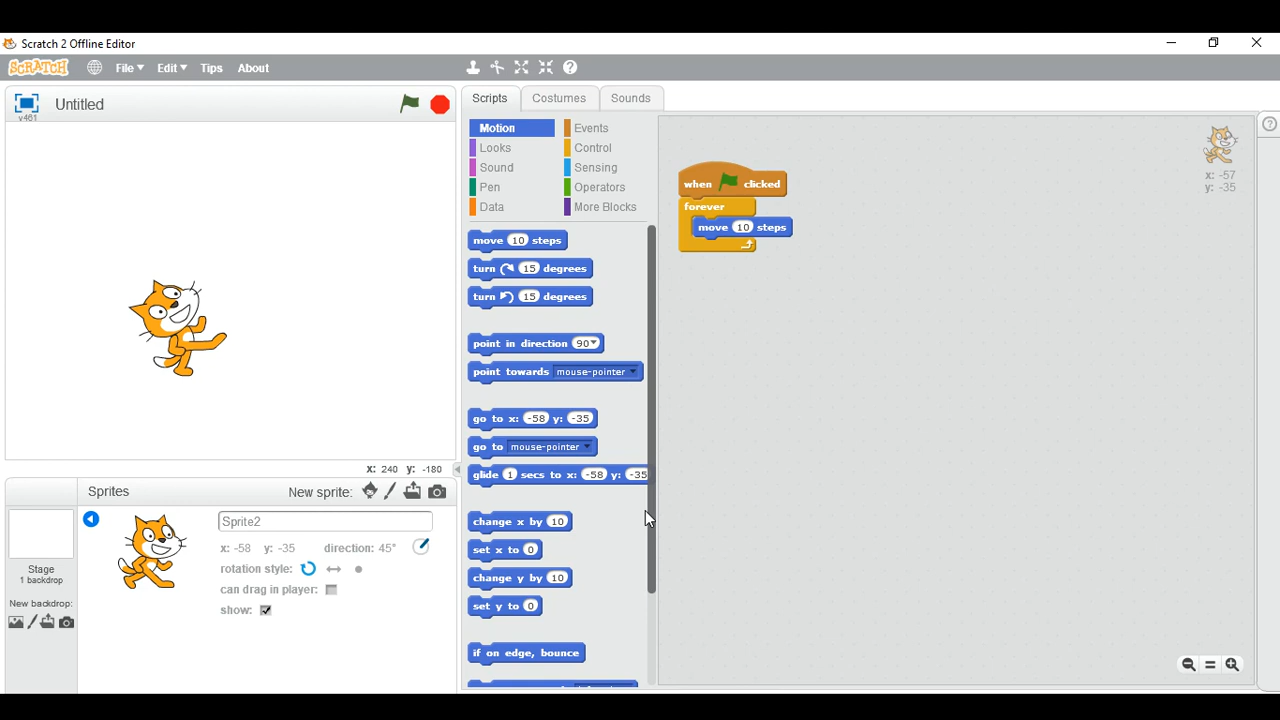 Scratch 2 Offline Editor
SCRATCH File Edit Tips About
v461 Untitled
Scripts Costumes Sounds
Motion Events
Looks Control
Sound Sensing
Pen Operators
Data More Blocks
move 10 steps
turn 15 degrees
turn 15 degrees
point in direction 90
point towards mouse-pointer
go to x: -58 y: -35
go to mouse-pointer
glide 1 secs to x: -58 y: -35
change x by 10
set x to 0
change y by 10
set y to 0
if on edge, bounce
when clicked
forever
move 10 steps
x: -57
y: -35
x: 240 y: -180
Sprites New sprite:
Sprite2
x: -58 y: -35 direction: 45°
rotation style:
can drag in player:
show:
Stage
1 backdrop
New backdrop: